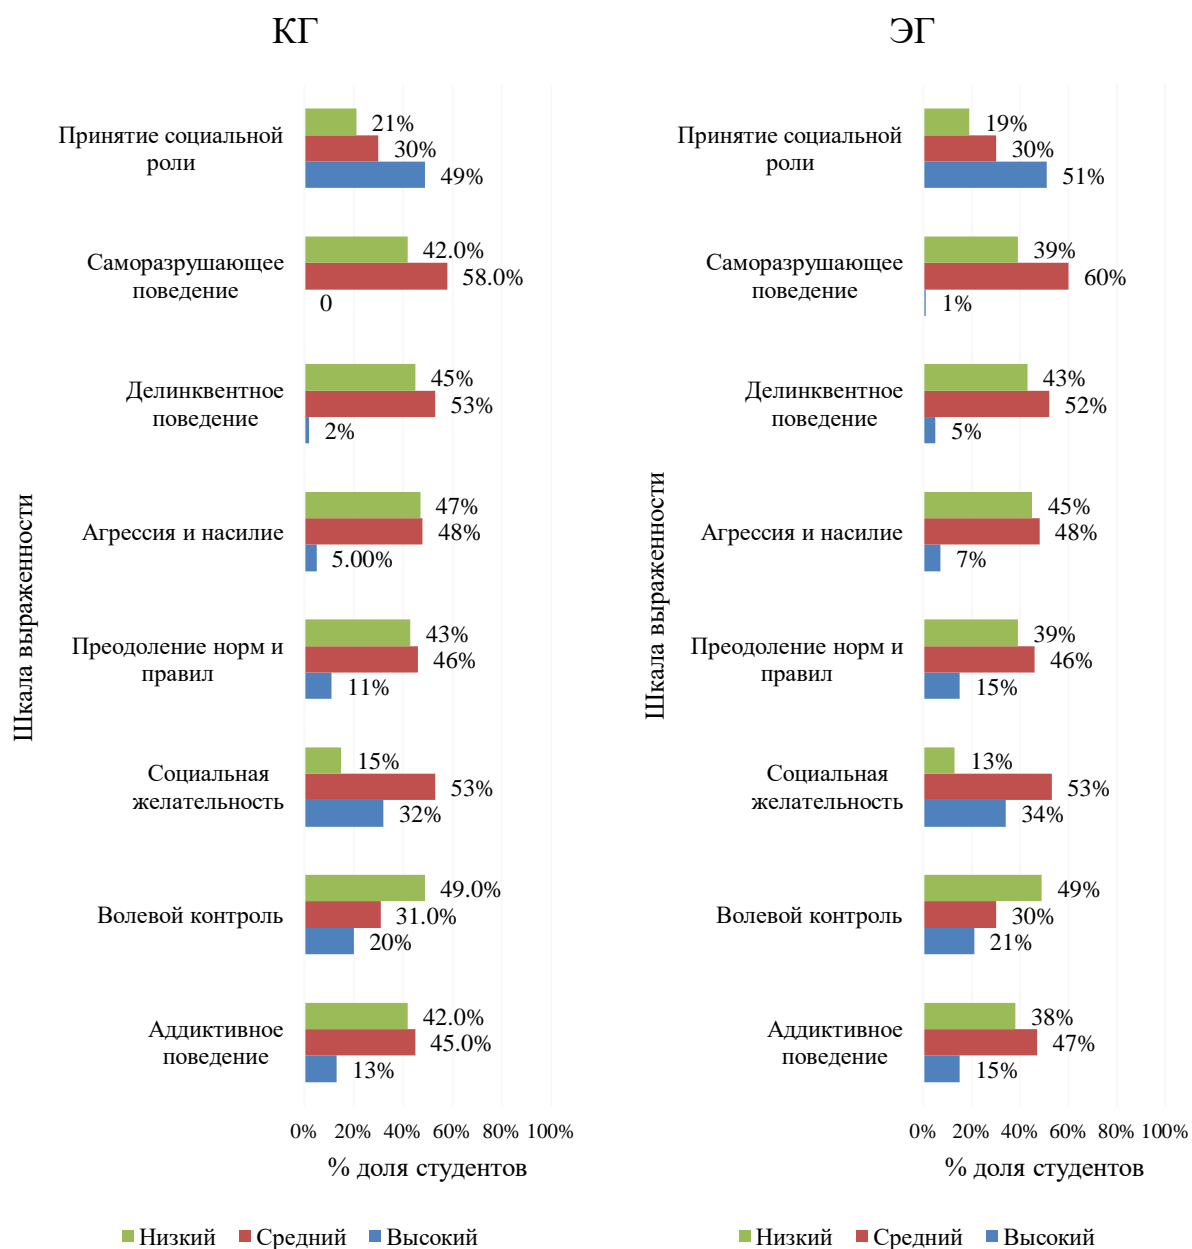 КГ
Принятие социальной
роли
21%
30%
49%
Саморазрушающее
поведение
42.0%
58.0%
0
Делинквентное
поведение
45%
53%
2%
Агрессия и насилие
47%
48%
5.00%
Преодоление норм и
правил
43%
46%
11%
Социальная
желательность
15%
53%
32%
Волевой контроль
49.0%
31.0%
20%
Аддиктивное
поведение
42.0%
45.0%
13%
Шкала выраженности
0% 20% 40% 60% 80% 100%
% доля студентов
Низкий Средний Высокий
ЭГ
Принятие социальной
роли
19%
30%
51%
Саморазрушающее
поведение
39%
60%
1%
Делинквентное
поведение
43%
52%
5%
Агрессия и насилие
45%
48%
7%
Преодоление норм и
правил
39%
46%
15%
Социальная
желательность
13%
53%
34%
Волевой контроль
49%
30%
21%
Аддиктивное
поведение
38%
47%
15%
Шкала выраженности
0% 20% 40% 60% 80% 100%
% доля студентов
Низкий Средний Высокий